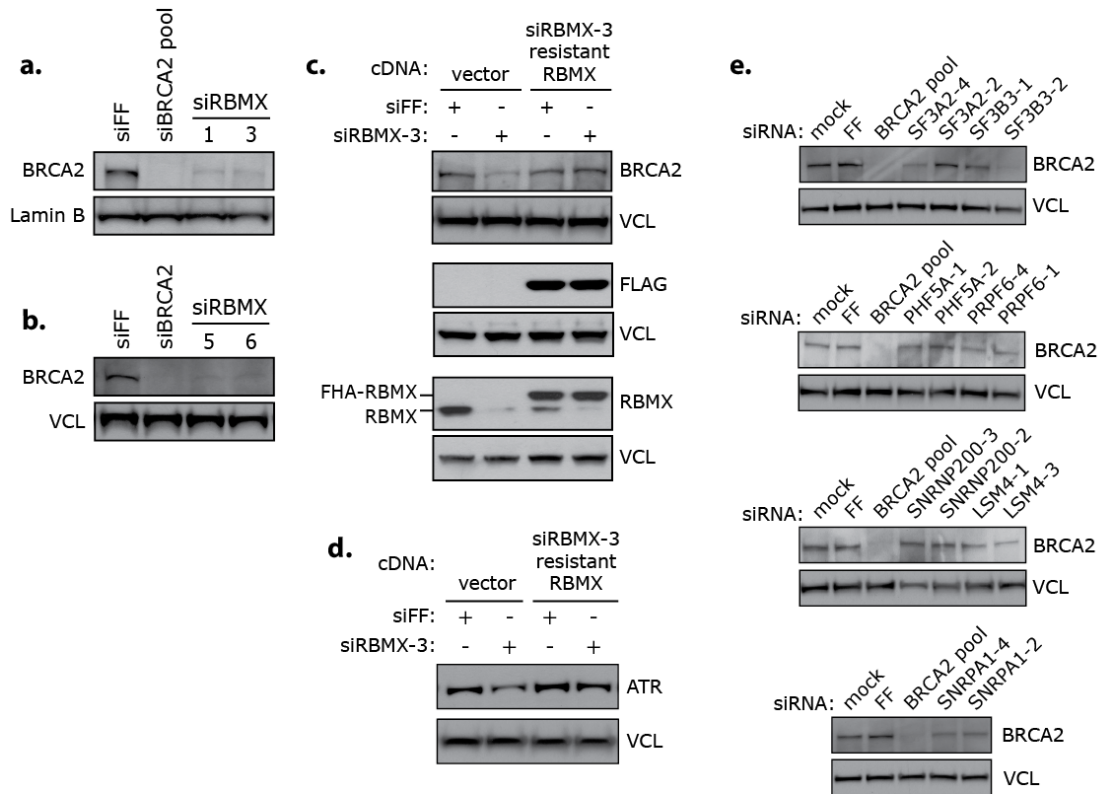 a.
siFF
siBRCA2 pool
siRBMX
1 3
BRCA2
Lamin B
b.
siFF
siBRCA2
siRBMX
5 6
BRCA2
VCL
c.
cDNA:
vector
siRBMX-3
resistant
RBMX
siFF: + - + -
siRBMX-3: - + - +
BRCA2
VCL
FLAG
VCL
FHA-RBMX
RBMX
RBMX
VCL
d.
cDNA:
vector
siRBMX-3
resistant
RBMX
siFF: + - + -
siRBMX-3: - + - +
ATR
VCL
e.
siRNA:
mock
FF
BRCA2 pool
SF3A2-4
SF3A2-2
SF3B3-1
SF3B3-2
BRCA2
VCL
siRNA:
mock
FF
BRCA2 pool
PHF5A-1
PHF5A-2
PRPF6-4
PRPF6-1
BRCA2
VCL
siRNA:
mock
FF
BRCA2 pool
SNRNP200-3
SNRNP200-2
LSM4-1
LSM4-3
BRCA2
VCL
siRNA:
mock
FF
BRCA2 pool
SNRPA1-4
SNRPA1-2
BRCA2
VCL